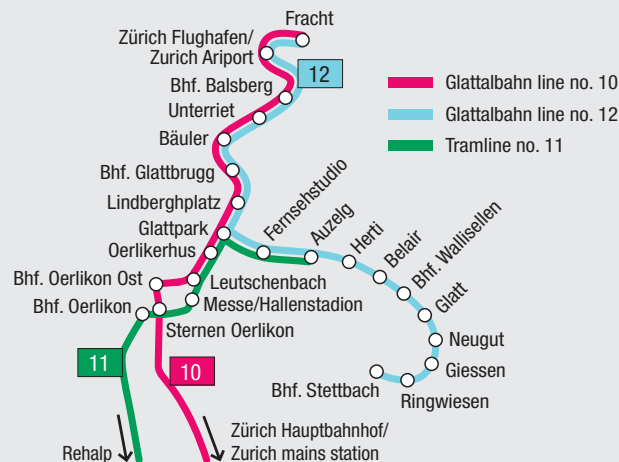 Fracht
Zürich Flughafen/
Zurich Ariport
12
Bhf. Balsberg
Unterriet
Bäuler
Bhf. Glattbrugg
Lindberghplatz
Glattpark
Oerlikerhus
Bhf. Oerlikon Ost
Bhf. Oerlikon
Glattalbahn line no. 10
Glattalbahn line no. 12
Tramline no. 11
Fernsehstudio
Auzelg
Herti
Belair
Bhf. Wallisellen
Glatt
Neugut
Giessen
Ringwiesen
Bhf. Stettbach
Leutschenbach
Messe/Hallenstadion
Sternen Oerlikon
11
10
Rehalp
Zürich Hauptbahnhof/
Zurich mains station